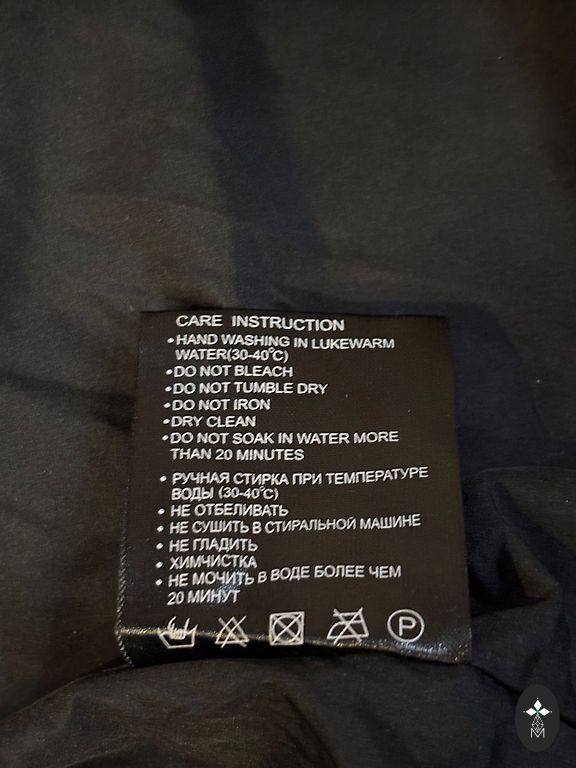 CARE INSTRUCTION
•HAND WASHING IN LUKEWARM
WATER(30-40°C)
•DO NOT BLEACH
•DO NOT TUMBLE DRY
•DO NOT IRON
•DRY CLEAN
•DO NOT SOAK IN WATER MORE
THAN 20 MINUTES
• РУЧНАЯ СТИРКА ПРИ ТЕМПЕРАТУРЕ
ВОДЫ (30-40°C)
• НЕ ОТБЕЛИВАТЬ
• НЕ СУШИТЬ В СТИРАЛЬНОЙ МАШИНЕ
• НЕ ГЛАДИТЬ
• ХИМЧИСТКА
• НЕ МОЧИТЬ В ВОДЕ БОЛЕЕ ЧЕМ
20 МИНУТ
P
M